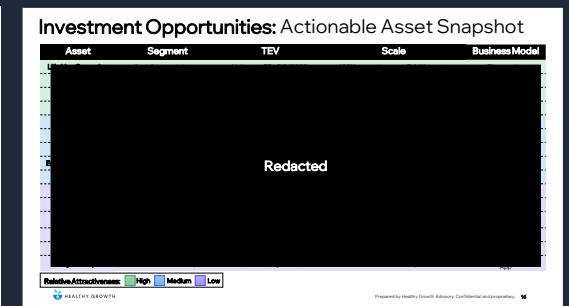 Investment Opportunities: Actionable Asset Snapshot
Asset Segment TEV Scale Business Model
Redacted
App
Relative Attractiveness: High Medium Low
HEALTHY GROWTH
Prepared by Healthy Growth Advisory. Confidential and proprietary. 16